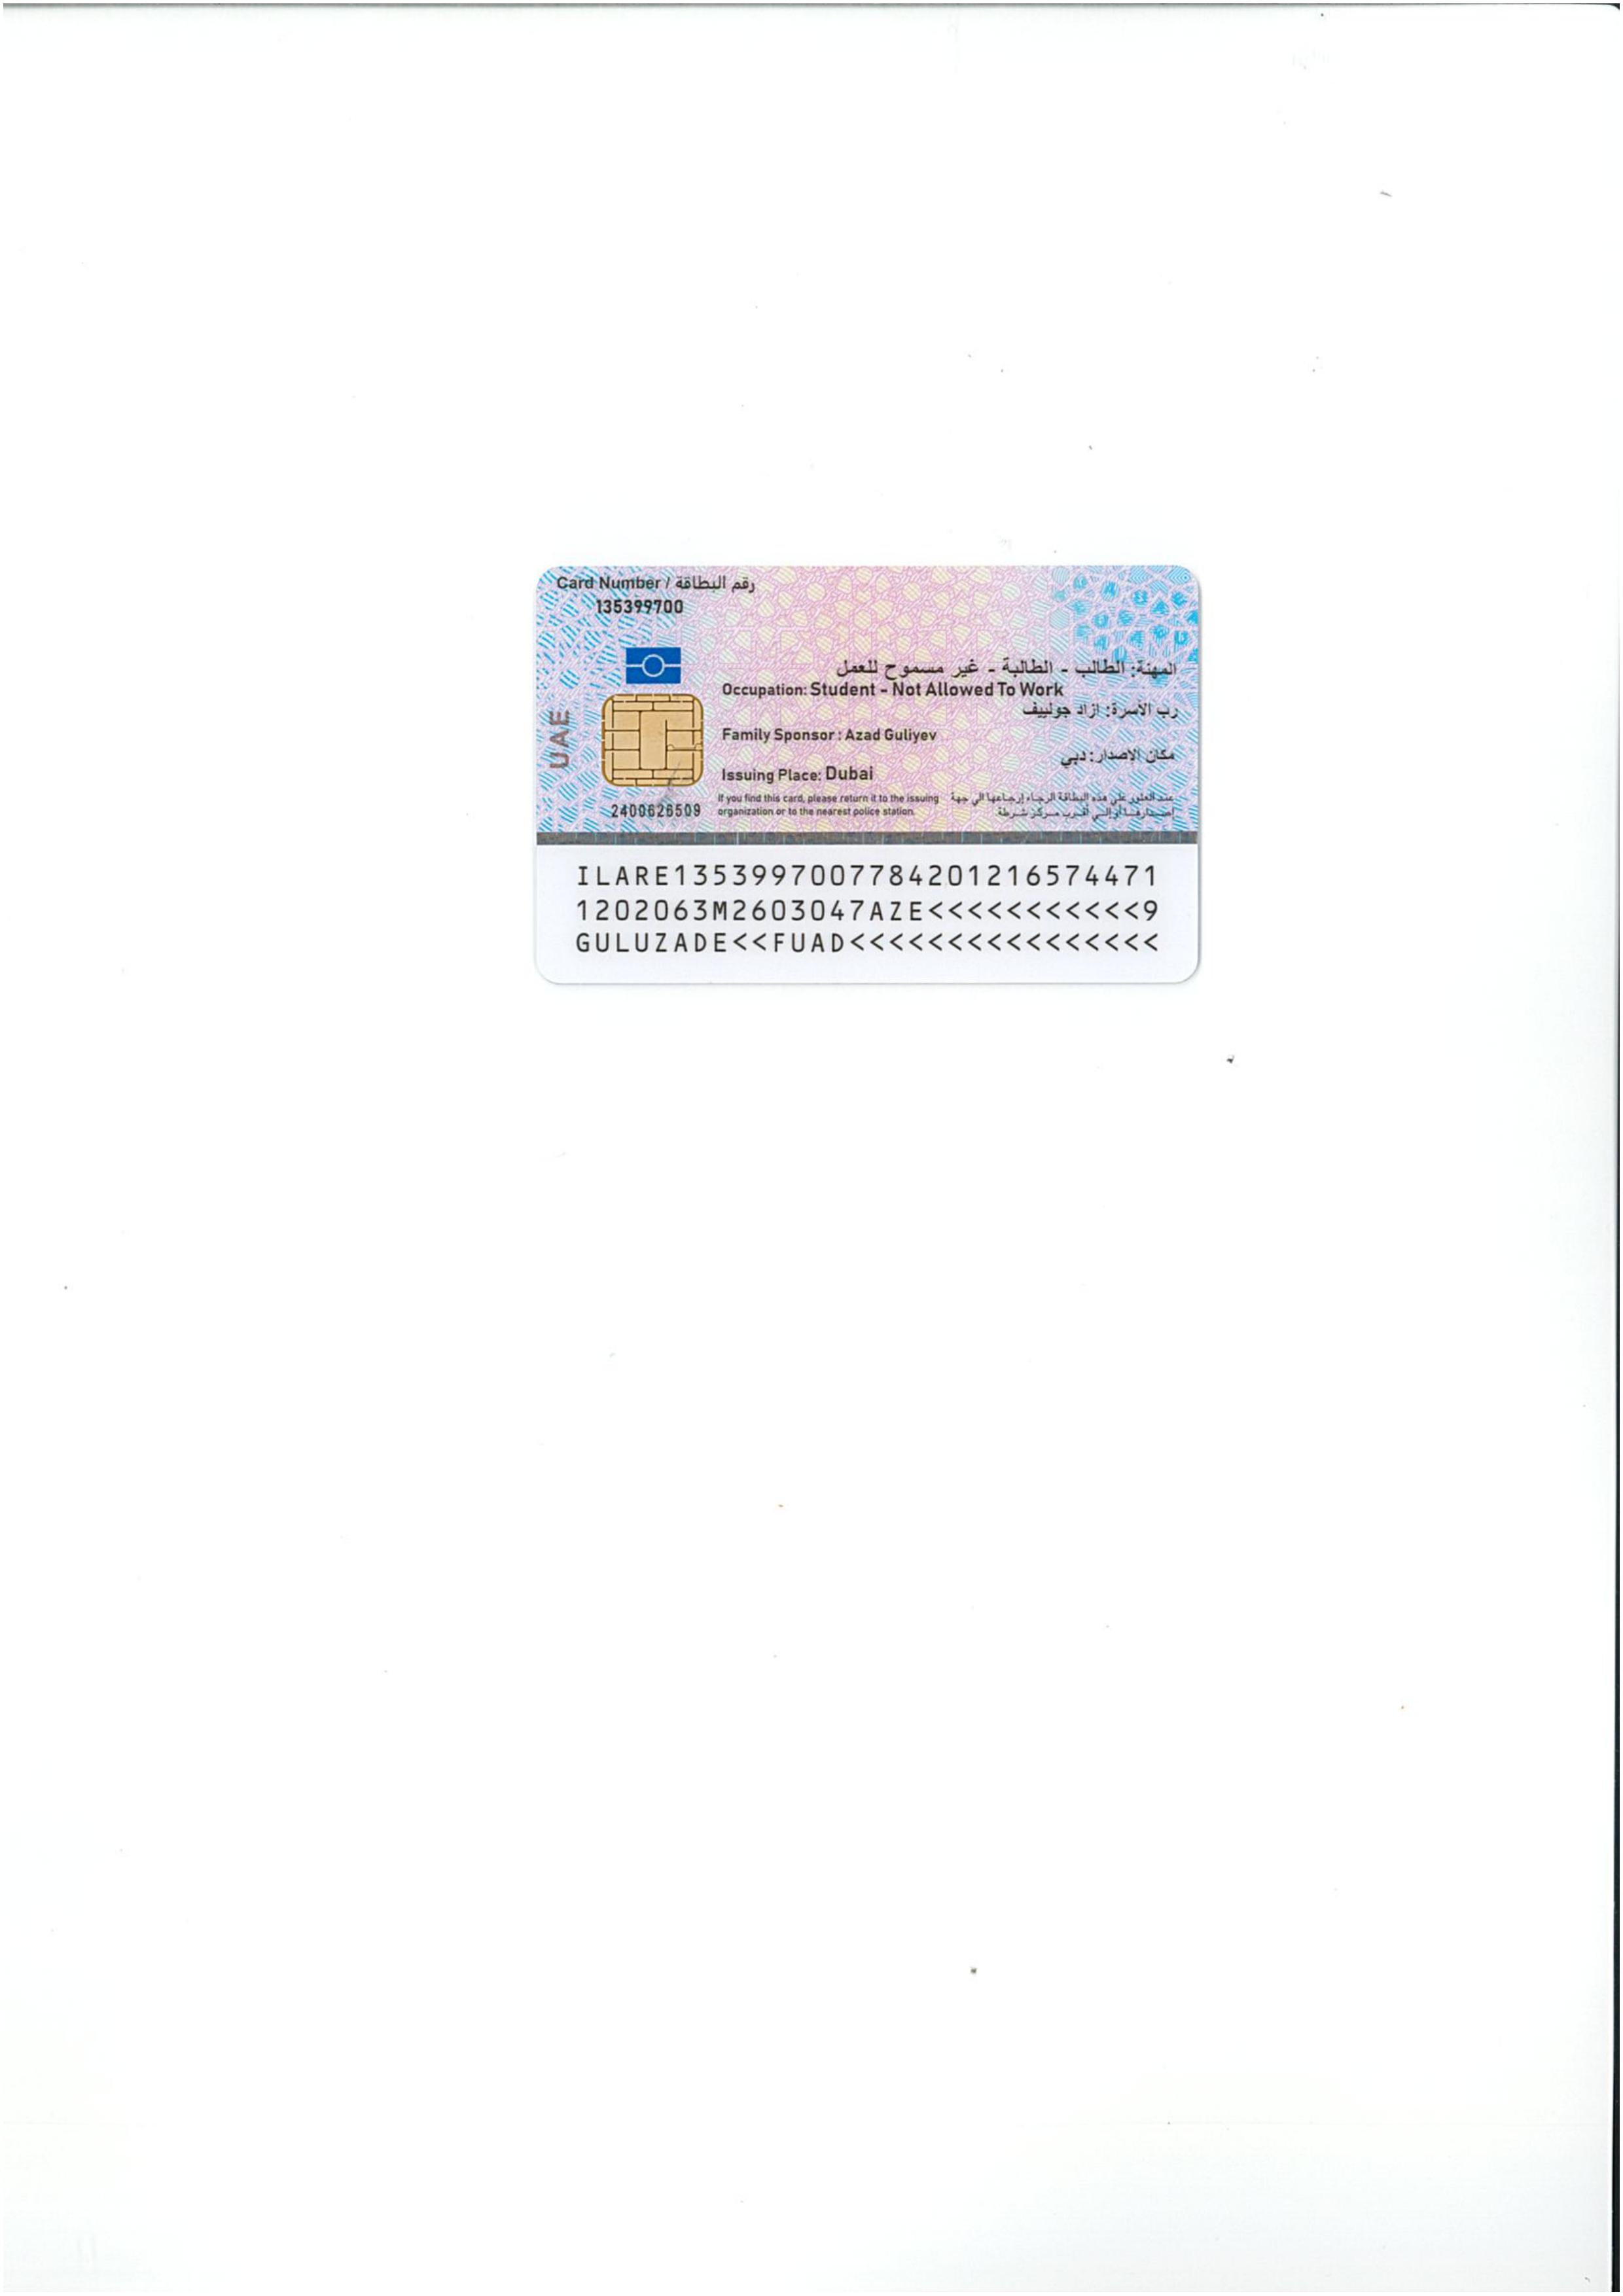 Card Number / رقم البطاقة
135399700
المهنة: الطالب - الطالبة - غير مسموح للعمل
Occupation: Student - Not Allowed To Work
رب الأسرة: ازاد جولييف
Family Sponsor : Azad Guliyev
مكان الاصدار: دبي
Issuing Place: Dubai
UAE
If you find this card, please return it to the issuing
organization or to the nearest police station.
عند العثور علي هذه البطاقة الرجاء إرجاعها الي جهة
إصدارها أو إلى أقرب مركز شرطة
2400626509
ILARE1353997007784201216574471
1202063M2603047AZE<<<<<<<<<<<9
GULUZADE<<FUAD<<<<<<<<<<<<<<<<